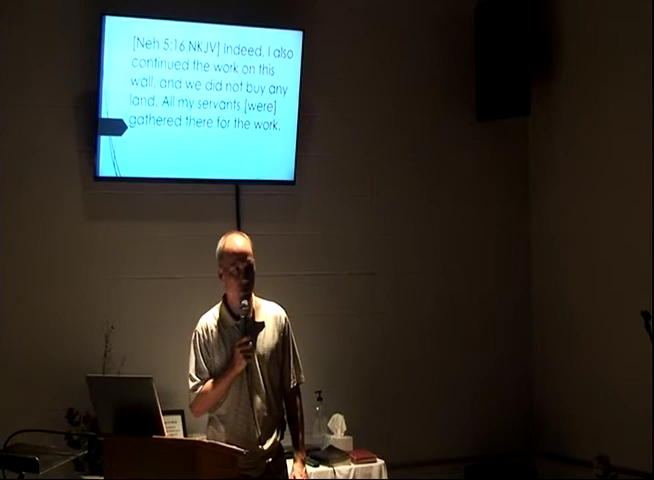 [Neh 5:16 NKJV] Indeed, I also
continued the work on this
wall, and we did not buy any
land. All my servants [were]
gathered there for the work.